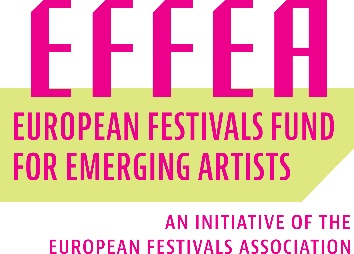 EFFEA
EUROPEAN FESTIVALS FUND
FOR EMERGING ARTISTS
AN INITIATIVE OF THE
EUROPEAN FESTIVALS ASSOCIATION